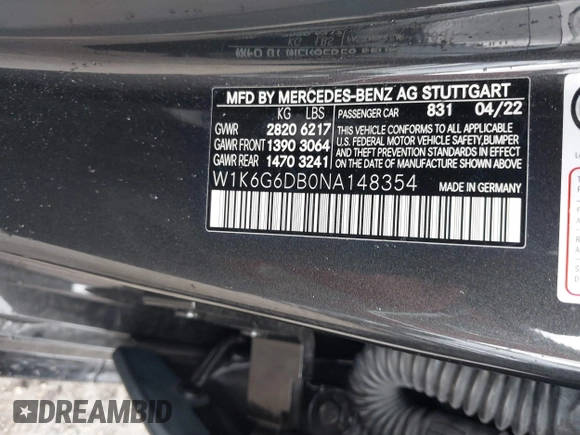 MFD BY MERCEDES-BENZ AG STUTTGART
KG LBS PASSENGER CAR 831 04/22
GVWR 2820 6217
GAWR FRONT 1390 3064
GAWR REAR 1470 3241
THIS VEHICLE CONFORMS TO ALL APPLICABLE
U.S. FEDERAL MOTOR VEHICLE SAFETY,BUMPER,
AND THEFT PREVENTION STANDARDS IN EFFECT
ON THE DATE OF MANUFACTURE SHOWN ABOVE.
W1K6G6DB0NA148354 MADE IN GERMANY
DREAMBID